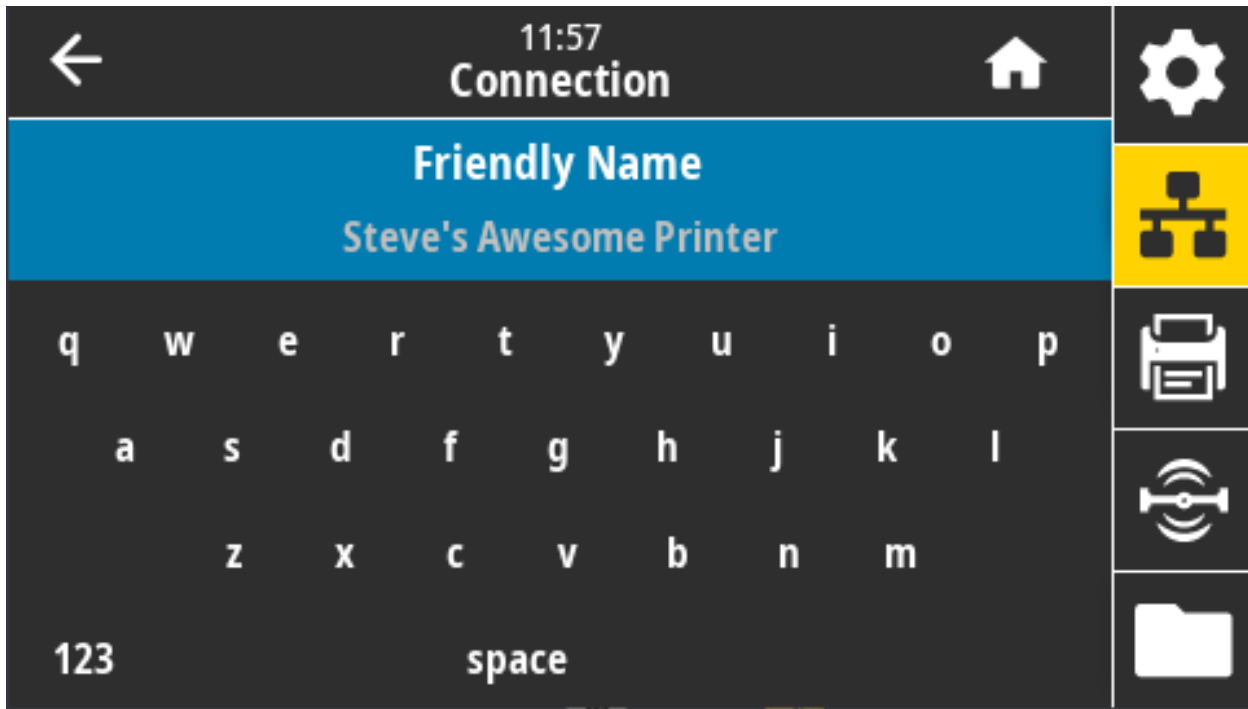 11:57
Connection
Friendly Name
Steve's Awesome Printer
q w e r t y u i o p
a s d f g h j k l
z x c v b n m
123 space